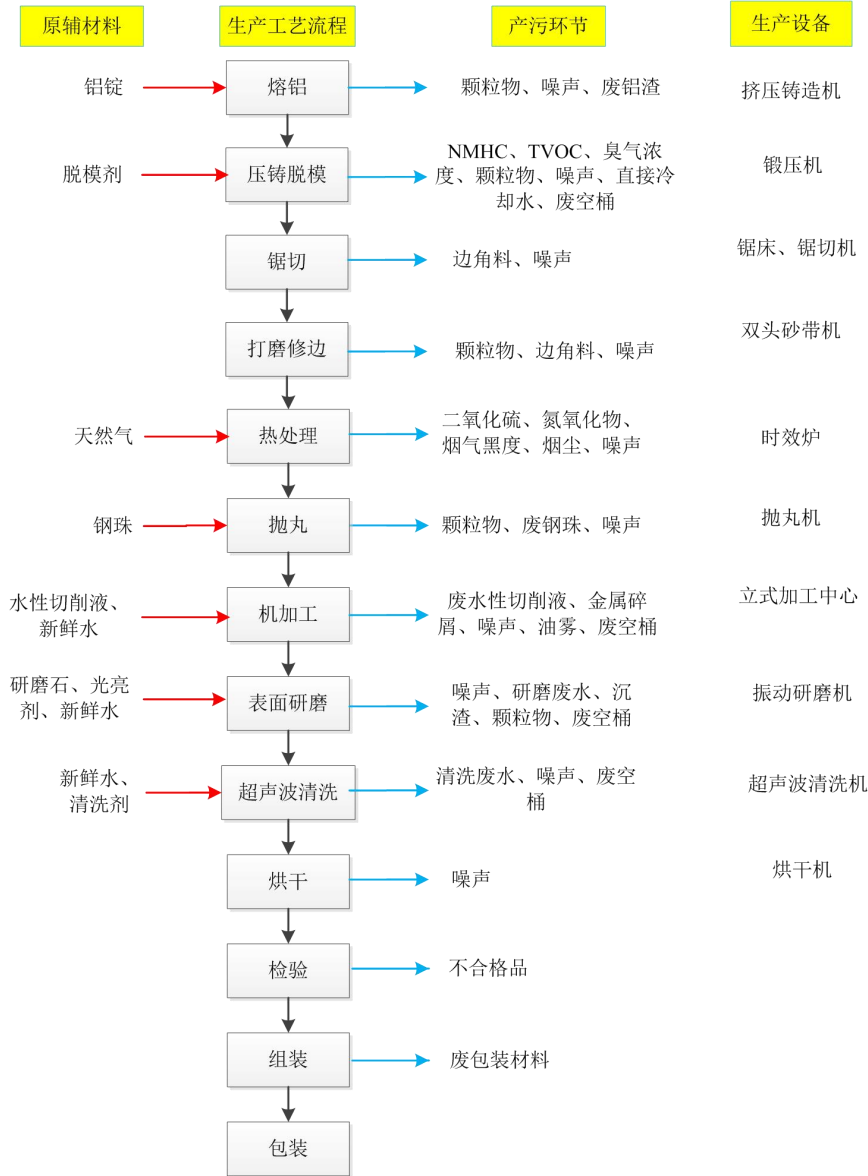 原辅材料
生产工艺流程
产污环节
生产设备
铝锭
熔铝
颗粒物、噪声、废铝渣
挤压铸造机
脱模剂
压铸脱模
NMHC、TVOC、臭气浓
度、颗粒物、噪声、直接冷
却水、废空桶
锻压机
锯切
边角料、噪声
锯床、锯切机
打磨修边
颗粒物、边角料、噪声
双头砂带机
天然气
热处理
二氧化硫、氮氧化物、
烟气黑度、烟尘、噪声
时效炉
钢珠
抛丸
颗粒物、废钢珠、噪声
抛丸机
水性切削液、
新鲜水
机加工
废水性切削液、金属碎
屑、噪声、油雾、废空桶
立式加工中心
研磨石、光亮
剂、新鲜水
表面研磨
噪声、研磨废水、沉
渣、颗粒物、废空桶
振动研磨机
新鲜水、
清洗剂
超声波清洗
清洗废水、噪声、废空
桶
超声波清洗机
烘干
噪声
烘干机
检验
不合格品
组装
废包装材料
包装